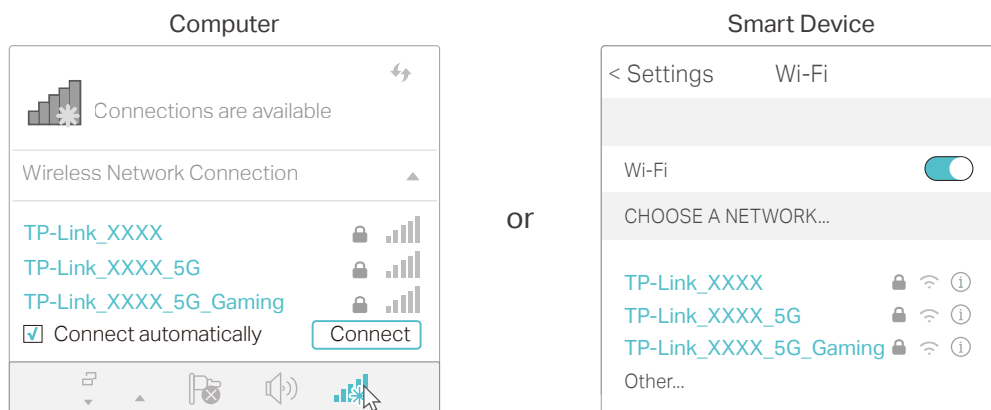 Computer
Connections are available
Wireless Network Connection
TP-Link_XXXX
TP-Link_XXXX_5G
TP-Link_XXXX_5G_Gaming
Connect automatically
Connect
or
Smart Device
< Settings Wi-Fi
Wi-Fi
CHOOSE A NETWORK...
TP-Link_XXXX
TP-Link_XXXX_5G
TP-Link_XXXX_5G_Gaming
Other...